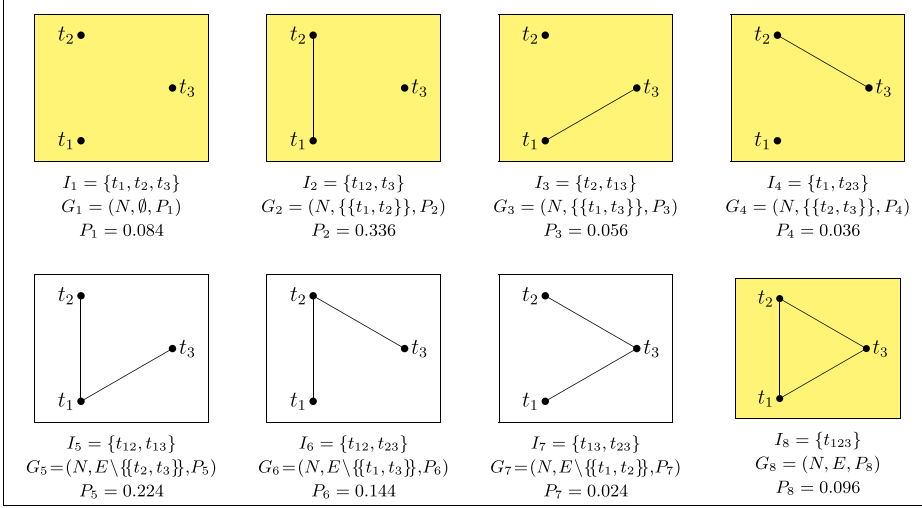 t₂
t₃
t₁
I₁ = {t₁, t₂, t₃}
G₁ = (N, ∅, P₁)
P₁ = 0.084
t₂
t₃
t₁
I₂ = {t₁₂, t₃}
G₂ = (N, {{t₁, t₂}}, P₂)
P₂ = 0.336
t₂
t₃
t₁
I₃ = {t₂, t₁₃}
G₃ = (N, {{t₁, t₃}}, P₃)
P₃ = 0.056
t₂
t₃
t₁
I₄ = {t₁, t₂₃}
G₄ = (N, {{t₂, t₃}}, P₄)
P₄ = 0.036
t₂
t₃
t₁
I₅ = {t₁₂, t₁₃}
G₅=(N, E\{{t₂, t₃}}, P₅)
P₅ = 0.224
t₂
t₃
t₁
I₆ = {t₁₂, t₂₃}
G₆=(N, E\{{t₁, t₃}}, P₆)
P₆ = 0.144
t₂
t₃
t₁
I₇ = {t₁₃, t₂₃}
G₇=(N, E\{{t₁, t₂}}, P₇)
P₇ = 0.024
t₂
t₃
t₁
I₈ = {t₁₂₃}
G₈ = (N, E, P₈)
P₈ = 0.096